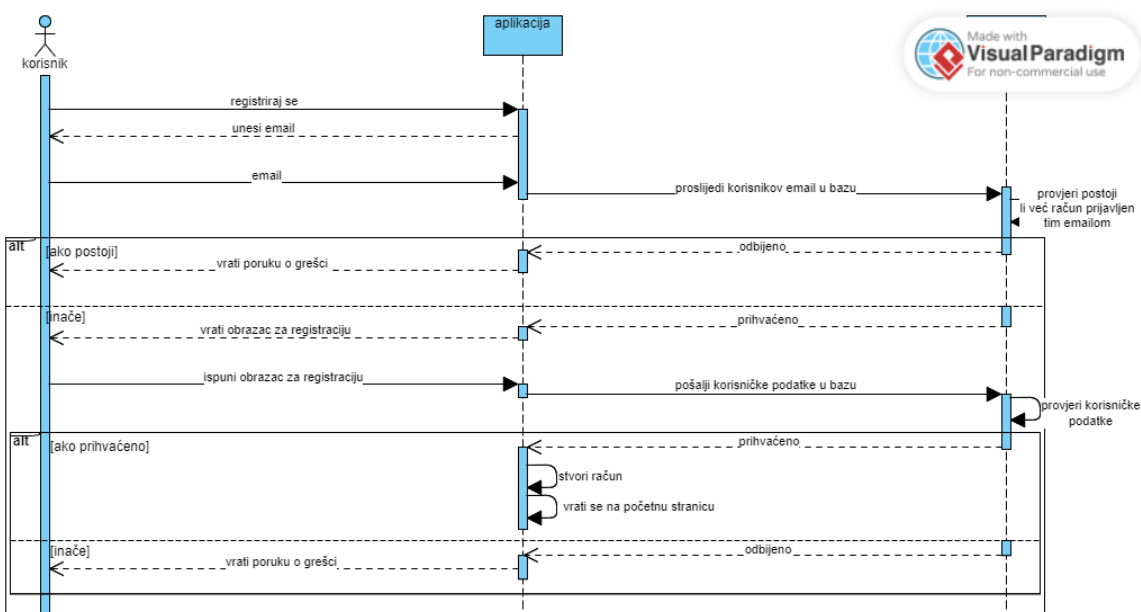 aplikacija
Made with
Visual Paradigm
For non-commercial use
korisnik
registriraj se
unesi email
email
proslijedi korisnikov email u bazu
provjeri postoji
li već račun prijavljen
tim emailom
alt
[ako postoji]
odbijeno
vrati poruku o grešci
[inače]
prihvaćeno
vrati obrazac za registraciju
ispuni obrazac za registraciju
pošalji korisničke podatke u bazu
provjeri korisničke
podatke
alt
[ako prihvaćeno]
prihvaćeno
stvori račun
vrati se na početnu stranicu
[inače]
odbijeno
vrati poruku o grešci